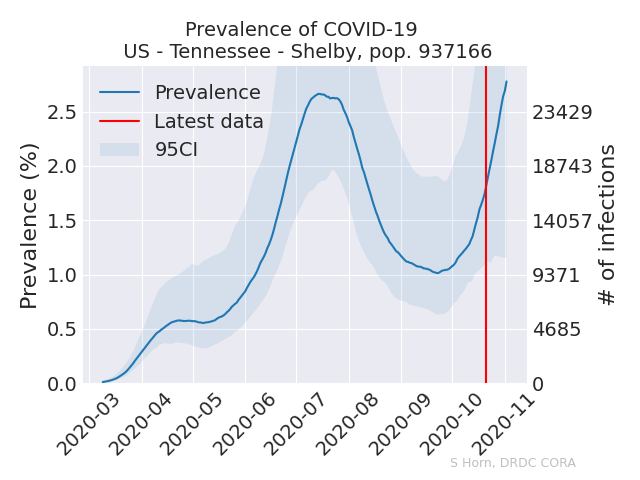 Prevalence of COVID-19
US - Tennessee - Shelby, pop. 937166
Prevalence
Latest data
95CI
Prevalence (%)
2.5
2.0
1.5
1.0
0.5
0.0
23429
18743
14057
9371
4685
0
# of infections
2020-03
2020-04
2020-05
2020-06
2020-07
2020-08
2020-09
2020-10
2020-11
S Horn, DRDC CORA